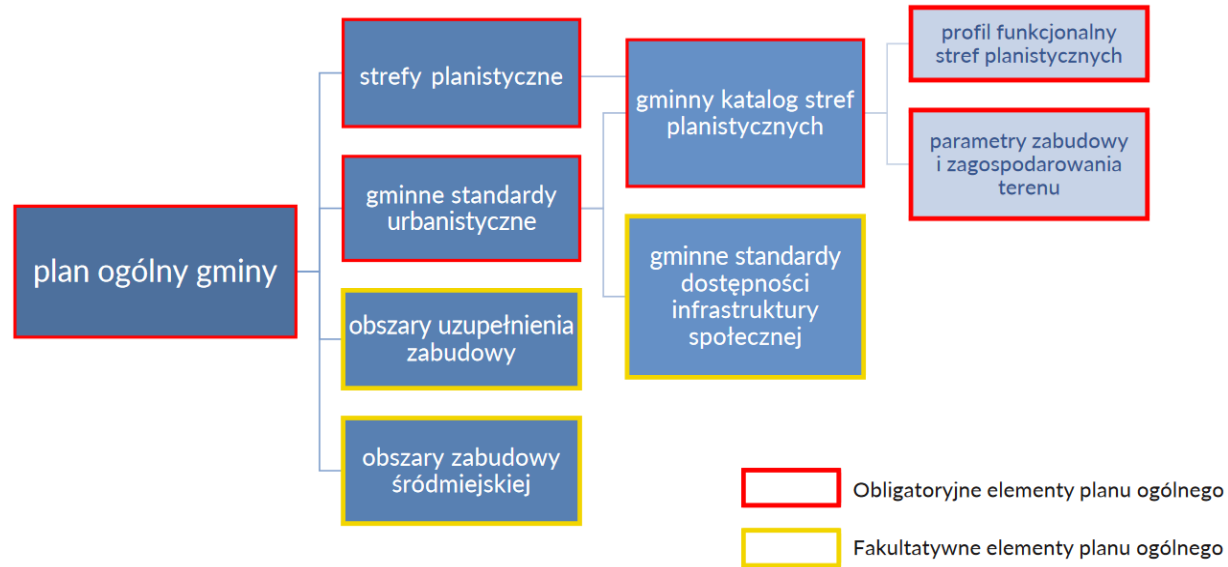 plan ogólny gminy
strefy planistyczne
gminne standardy
urbanistyczne
obszary uzupełnienia
zabudowy
obszary zabudowy
śródmiejskiej
gminny katalog stref
planistycznych
gminne standardy
dostępności
infrastruktury
społecznej
profil funkcjonalny
stref planistycznych
parametry zabudowy
i zagospodarowania
terenu
Obligatoryjne elementy planu ogólnego
Fakultatywne elementy planu ogólnego